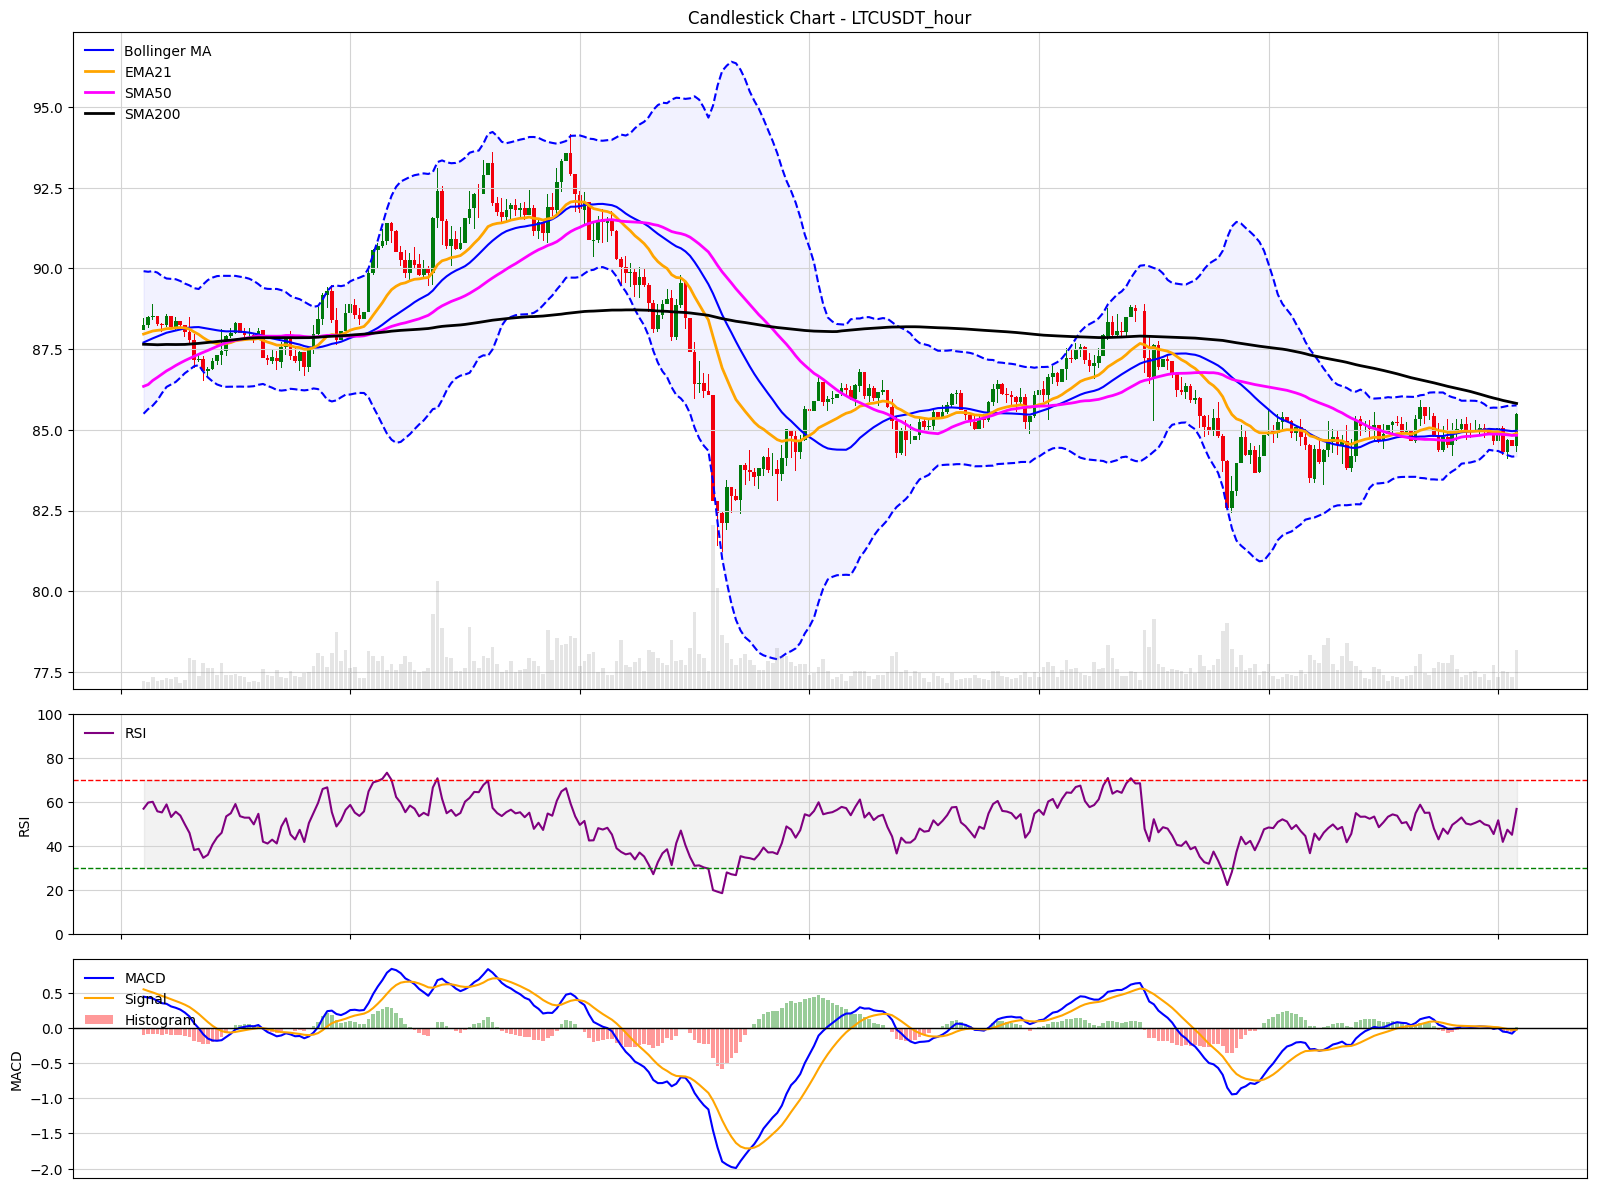 Candlestick Chart - LTCUSDT_hour
Bollinger MA
EMA21
SMA50
SMA200
95.0
92.5
90.0
87.5
85.0
82.5
80.0
77.5
100
80
60
40
20
0
RSI
RSI
MACD
Signal
Histogram
0.5
0.0
−0.5
−1.0
−1.5
−2.0
MACD